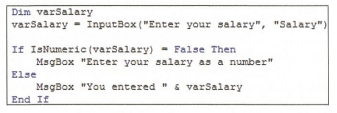 Dim varSalary
varSalary = InputBox("Enter your salary", "Salary")
If IsNumeric(varSalary) = False Then
    MsgBox "Enter your salary as a number"
Else
    MsgBox "You entered " & varSalary
End If